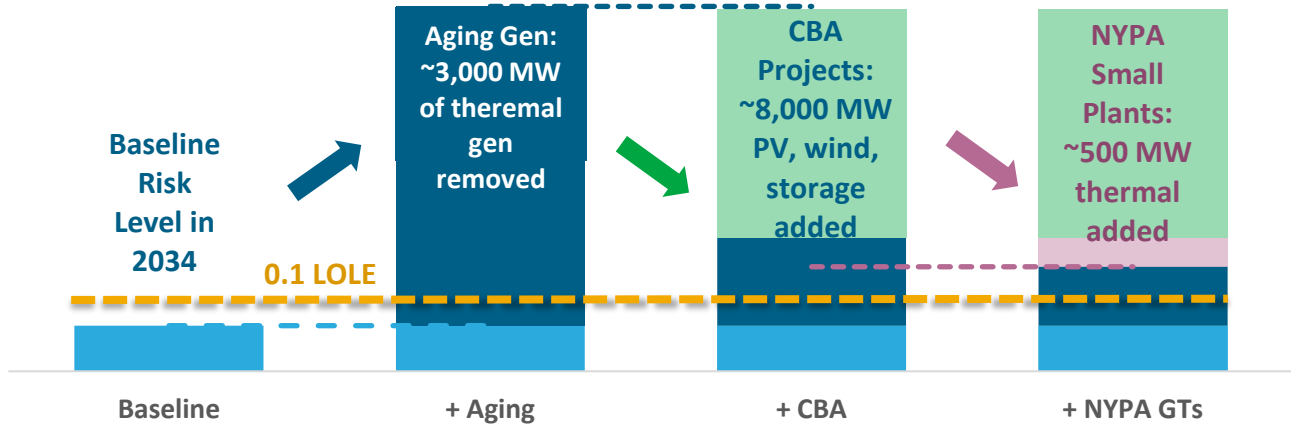 Baseline
Risk
Level in
2034
0.1 LOLE
Aging Gen:
~3,000 MW
of theremal
gen
removed
CBA
Projects:
~8,000 MW
PV, wind,
storage
added
NYPA
Small
Plants:
~500 MW
thermal
added
Baseline
+ Aging
+ CBA
+ NYPA GTs